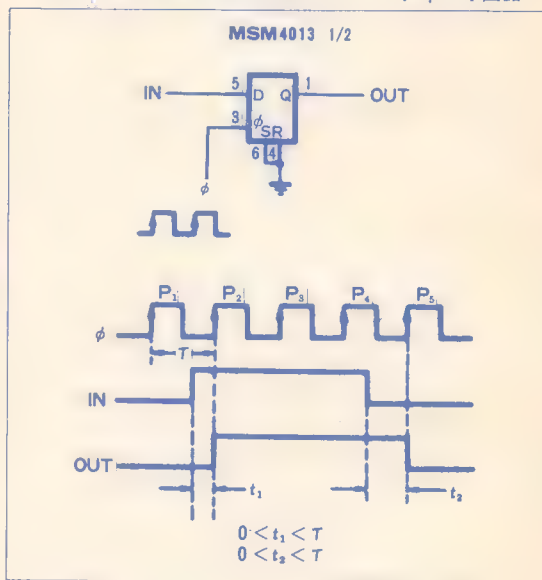 MSM4013 1/2
IN 5 D Q 1 OUT
3 φ
SR
6 4
φ
P₁ P₂ P₃ P₄ P₅
φ
T
IN
OUT
t₁ t₂
0 < t₁ < T
0 < t₂ < T